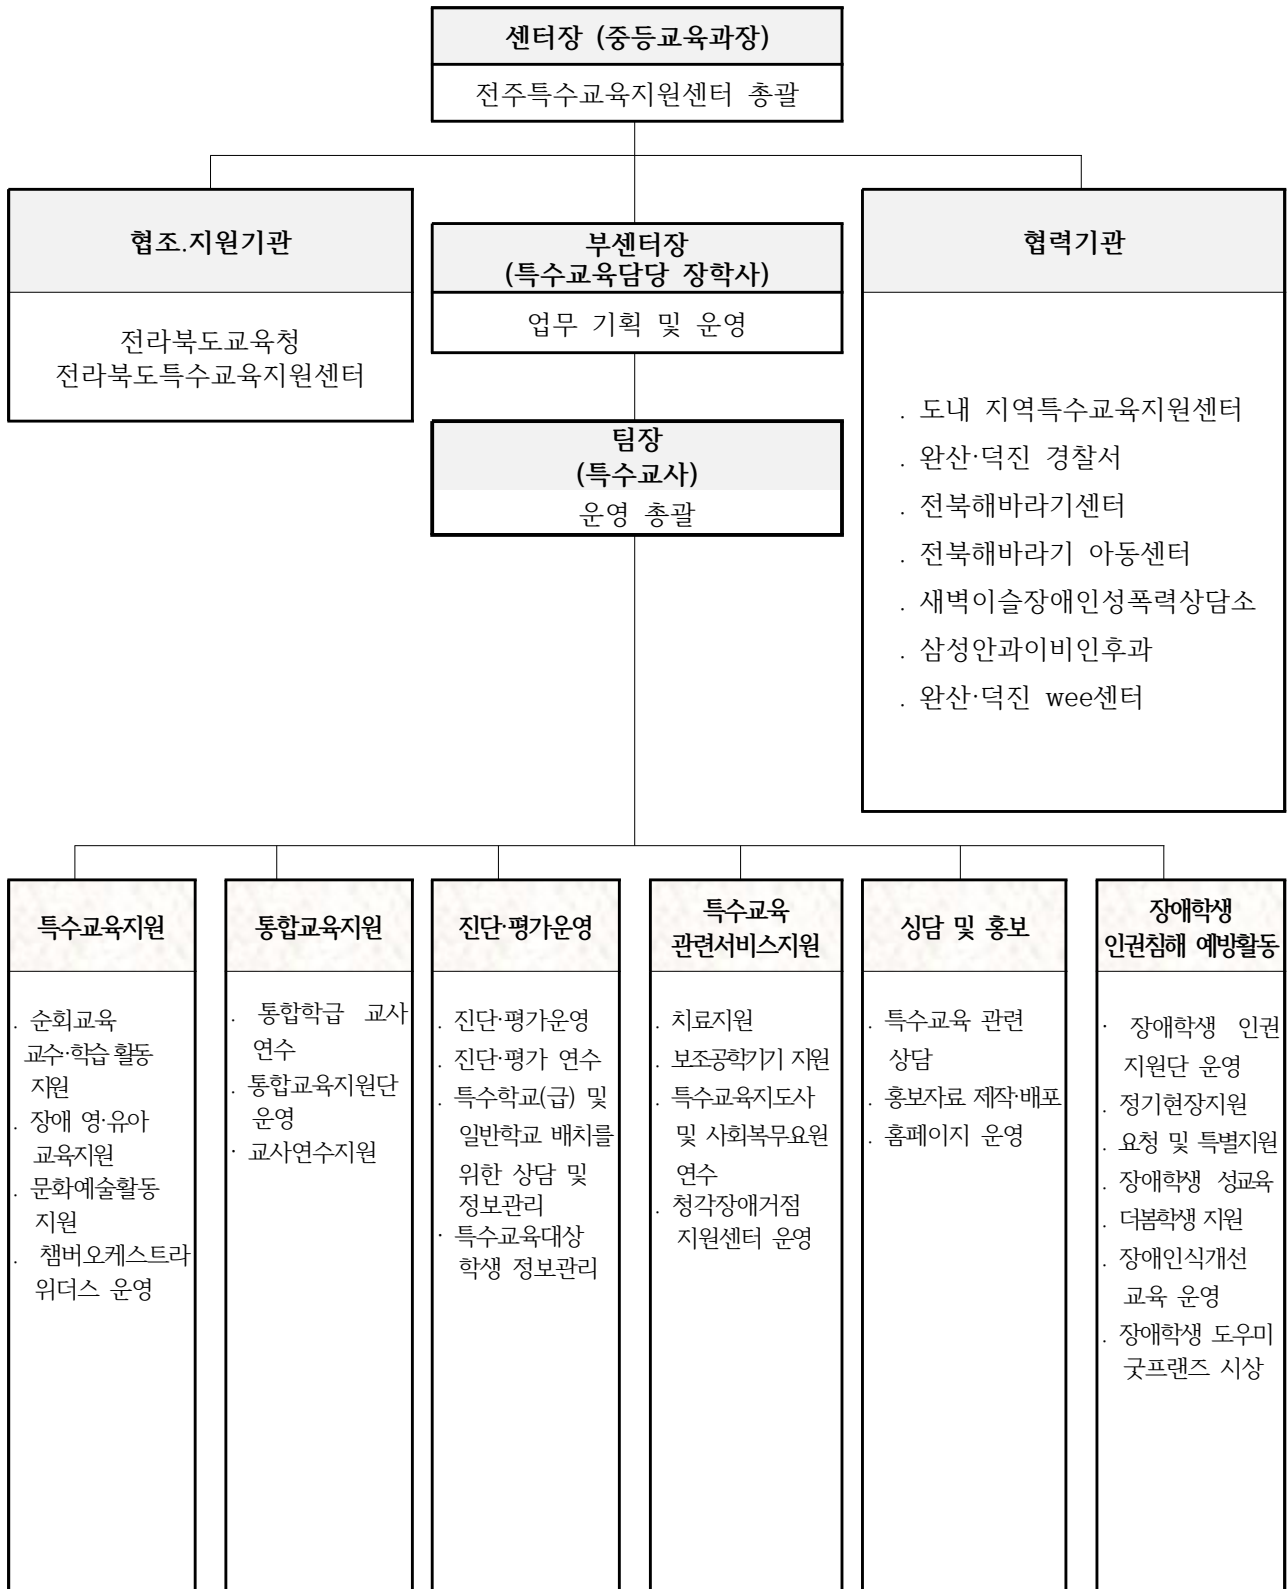 센터장 (중등교육과장)
전주특수교육지원센터 총괄
협조.지원기관
전라북도교육청
전라북도특수교육지원센터
부센터장
(특수교육담당 장학사)
업무 기획 및 운영
팀장
(특수교사)
운영 총괄
협력기관
. 도내 지역특수교육지원센터
. 완산·덕진 경찰서
. 전북해바라기센터
. 전북해바라기 아동센터
. 새벽이슬장애인성폭력상담소
. 삼성안과이비인후과
. 완산·덕진 wee센터
특수교육지원
. 순회교육
교수·학습 활동
지원
. 장애 영·유아
교육지원
. 문화예술활동
지원
. 챔버오케스트라
위더스 운영
통합교육지원
. 통합학급 교사
연수
. 통합교육지원단
운영
· 교사연수지원
진단·평가운영
. 진단·평가운영
. 진단·평가 연수
. 특수학교(급) 및
일반학교 배치를
위한 상담 및
정보관리
· 특수교육대상
학생 정보관리
특수교육
관련서비스지원
. 치료지원
. 보조공학기기 지원
. 특수교육지도사
및 사회복무요원
연수
. 청각장애거점
지원센터 운영
싱담 및 홍보
. 특수교육 관련
상담
. 홍보자료 제작·배포
. 홈페이지 운영
장애학생
인권침해 예방활동
· 장애학생 인권
지원단 운영
. 정기현장지원
. 요청 및 특별지원
. 장애학생 성교육
. 더봄학생 지원
. 장애인식개선
교육 운영
. 장애학생 도우미
굿프랜즈 시상